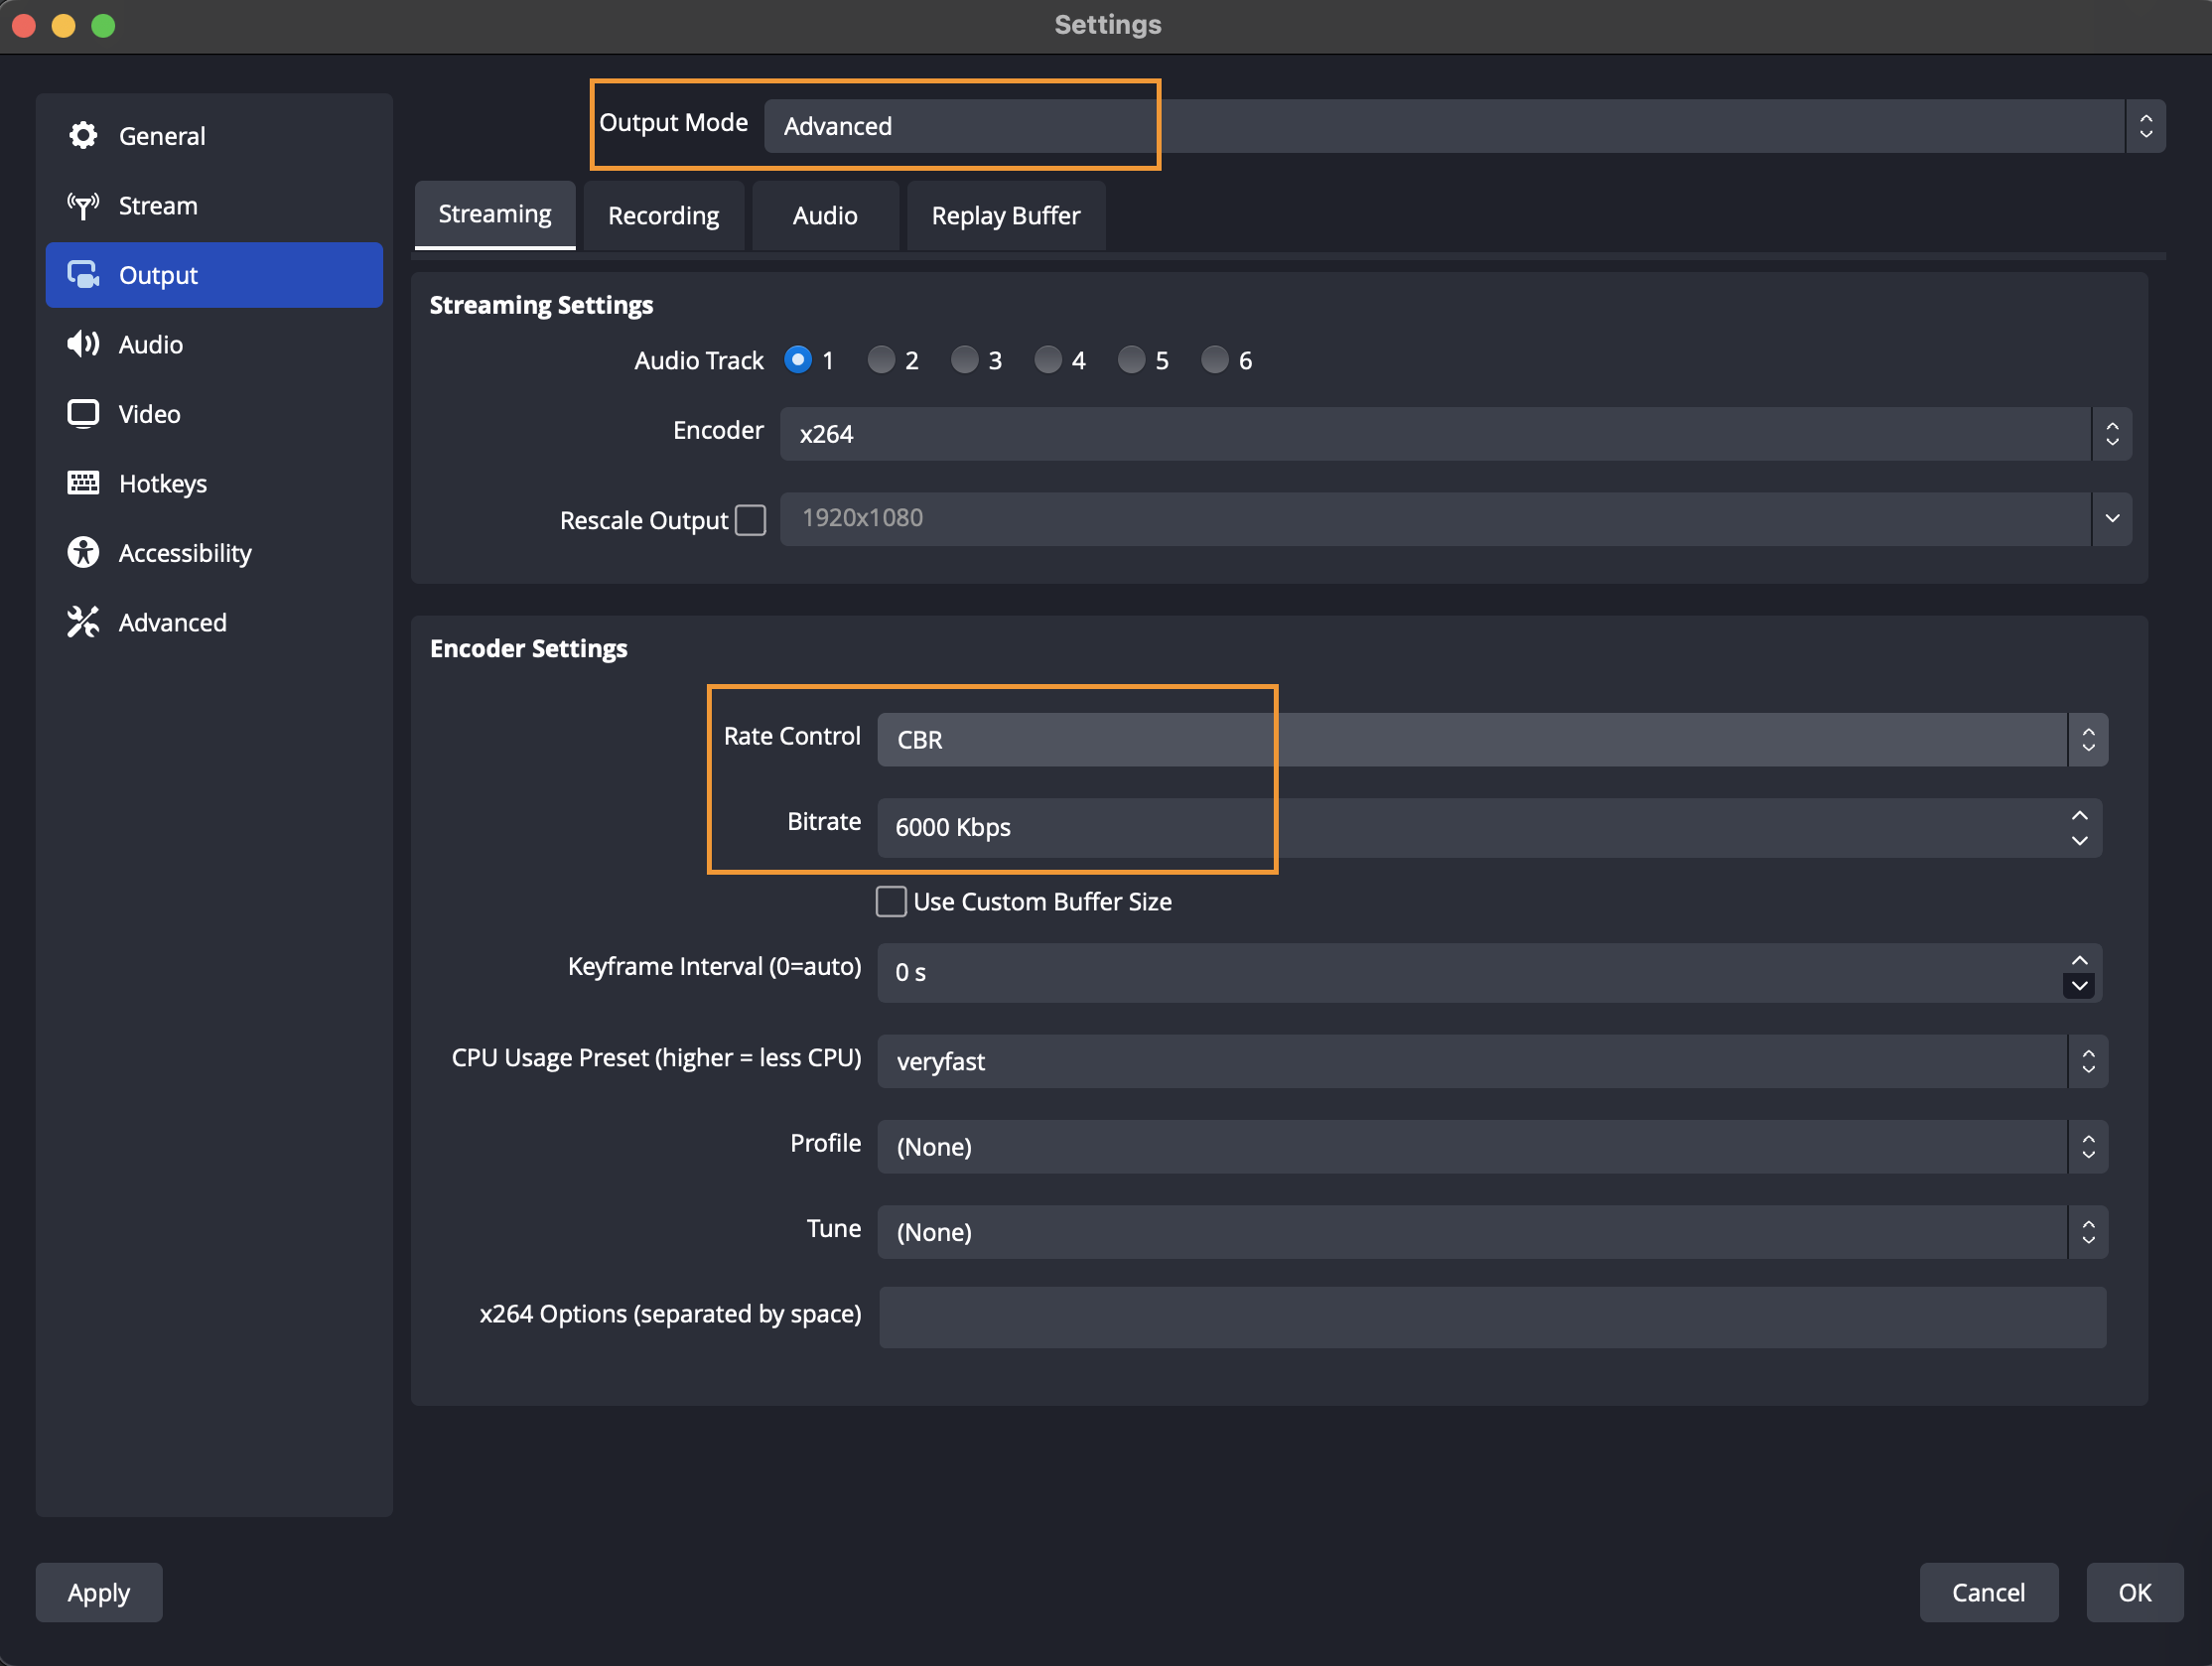 Settings
General
Stream
Output
Audio
Video
Hotkeys
Accessibility
Advanced
Output Mode Advanced
Streaming Recording Audio Replay Buffer
Streaming Settings
Audio Track 1 2 3 4 5 6
Encoder x264
Rescale Output 1920x1080
Encoder Settings
Rate Control CBR
Bitrate 6000 Kbps
Use Custom Buffer Size
Keyframe Interval (0=auto) 0 s
CPU Usage Preset (higher = less CPU) veryfast
Profile (None)
Tune (None)
x264 Options (separated by space)
Apply Cancel OK